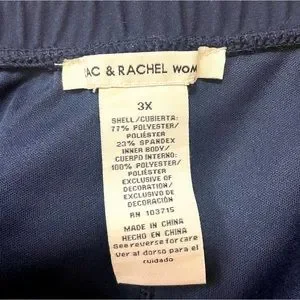 AC & RACHEL WOM
3X
SHELL/CUBIERTA:
77% POLYESTER/
POLIÉSTER
23% SPANDEX
INNER BODY/
CUERPO INTERNO:
100% POLYESTER/
POLIÉSTER
EXCLUSIVE OF
DECORATION/
EXCLUSIVO DE
DECORACIÓN
RN 103715
MADE IN CHINA
HECHO EN CHINA
See reverse for care
Ver al dorso para el
cuidado